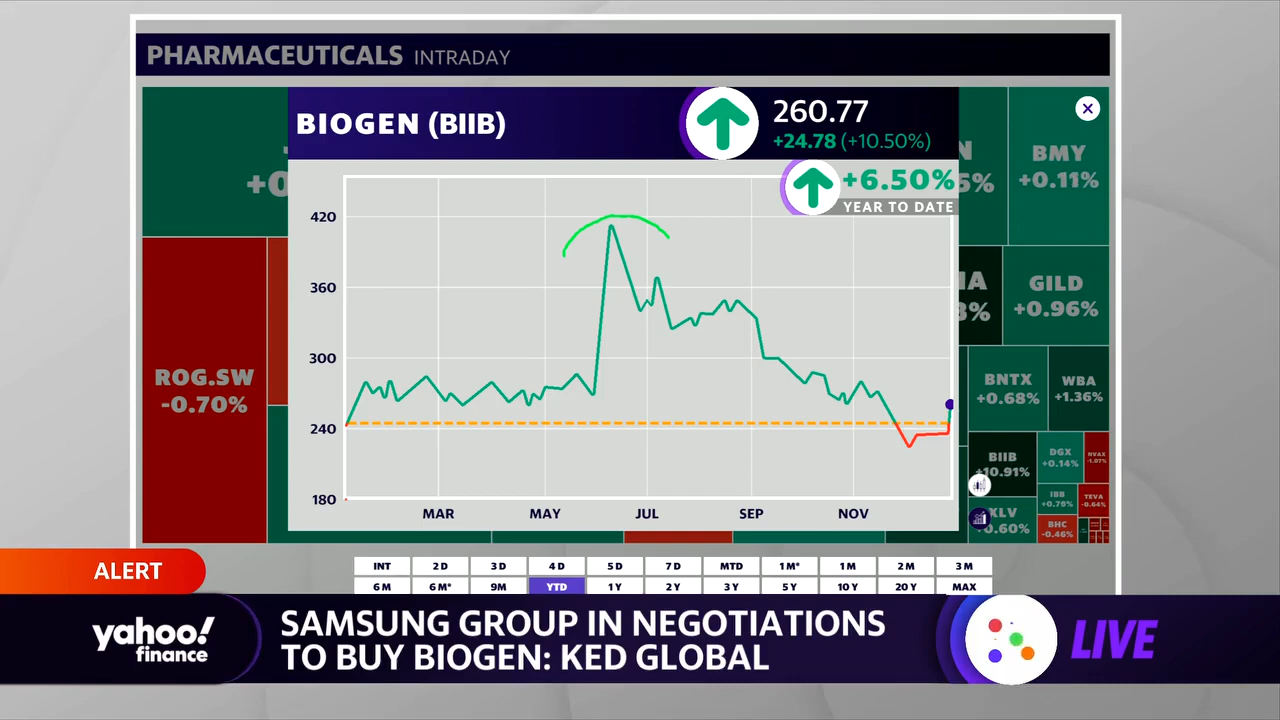 PHARMACEUTICALS INTRADAY
BIOGEN (BIIB)
260.77
+24.78 (+10.50%)
+6.50%
YEAR TO DATE
420
360
300
240
180
MAR MAY JUL SEP NOV
ROG.SW
-0.70%
BMY
+0.11%
GILD
+0.96%
BNTX
+0.68%
WBA
+1.36%
BIIB
+10.91%
DGX
+0.14%
NVAX
-1.07%
IBB
+0.76%
TEVA
-0.64%
XLV
+0.60%
BHC
-0.46%
ALERT
INT 2 D 3 D 4 D 5 D 7 D MTD 1 M* 1 M 2 M 3 M
6 M 6 M* 9M YTD 1 Y 2 Y 3 Y 5 Y 10 Y 20 Y MAX
yahoo!
finance
SAMSUNG GROUP IN NEGOTIATIONS
TO BUY BIOGEN: KED GLOBAL
LIVE